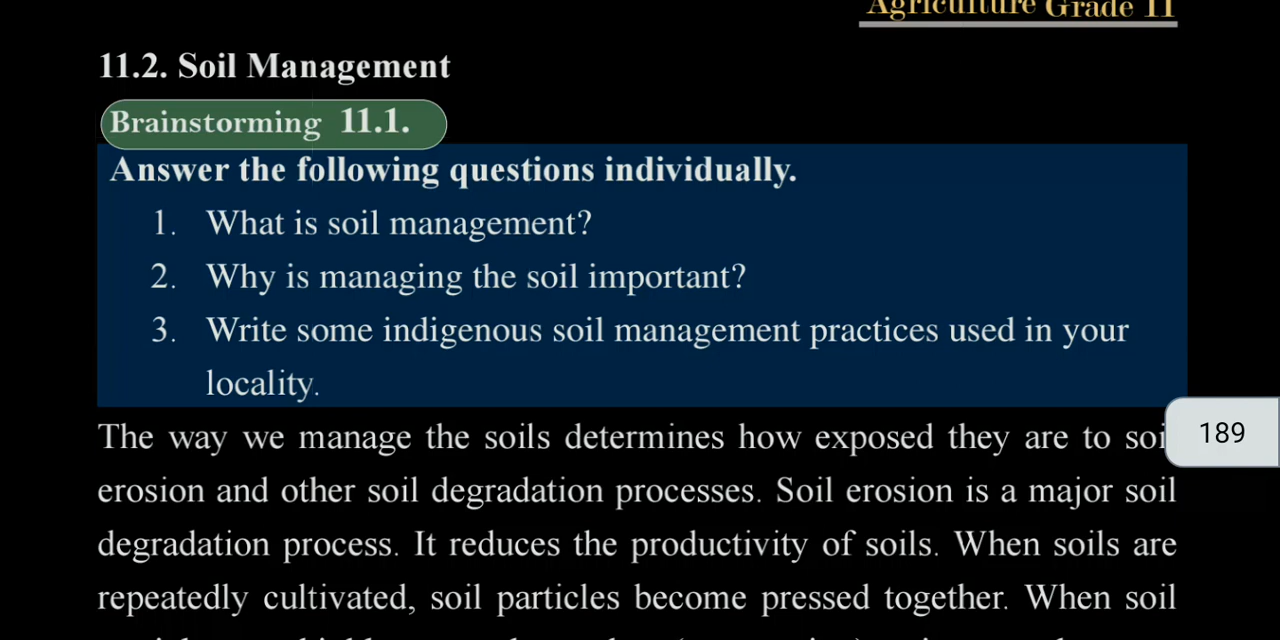 Agriculture Grade 11
11.2. Soil Management
Brainstorming 11.1.
Answer the following questions individually.
1. What is soil management?
2. Why is managing the soil important?
3. Write some indigenous soil management practices used in your
locality.
The way we manage the soils determines how exposed they are to soi
189
erosion and other soil degradation processes. Soil erosion is a major soil
degradation process. It reduces the productivity of soils. When soils are
repeatedly cultivated, soil particles become pressed together. When soil